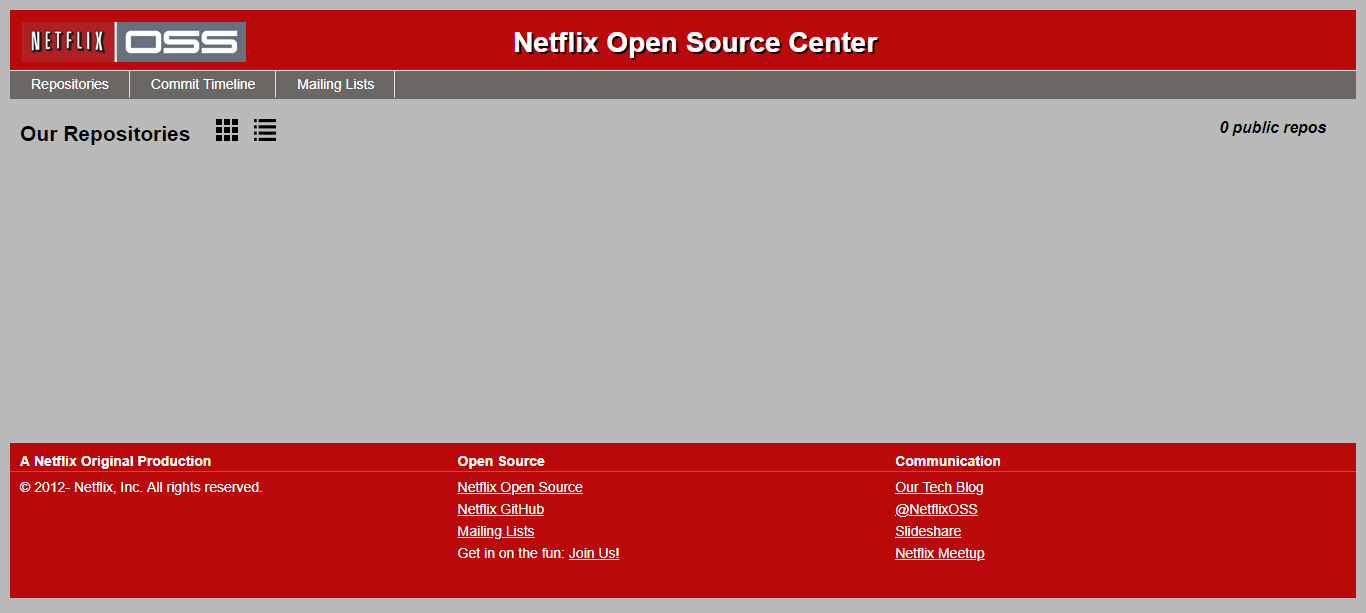 NETFLIX OSS
Netflix Open Source Center
Repositories
Commit Timeline
Mailing Lists
Our Repositories
0 public repos
A Netflix Original Production
© 2012- Netflix, Inc. All rights reserved.
Open Source
Netflix Open Source
Netflix GitHub
Mailing Lists
Get in on the fun: Join Us!
Communication
Our Tech Blog
@NetflixOSS
Slideshare
Netflix Meetup